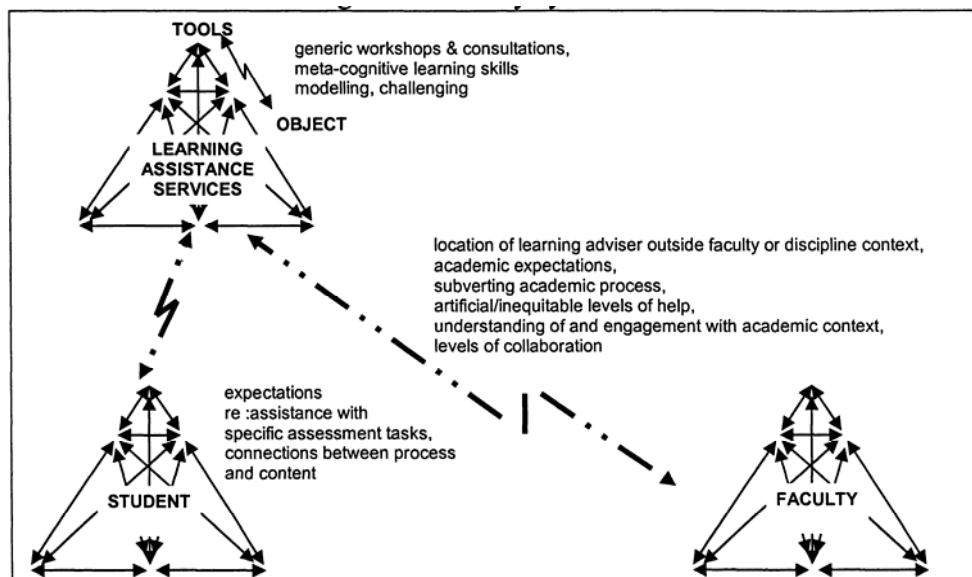 TOOLS
generic workshops & consultations,
meta-cognitive learning skills
modelling, challenging
OBJECT
LEARNING
ASSISTANCE
SERVICES
location of learning adviser outside faculty or discipline context,
academic expectations,
subverting academic process,
artificial/inequitable levels of help,
understanding of and engagement with academic context,
levels of collaboration
expectations
re :assistance with
specific assessment tasks,
connections between process
and content
STUDENT
FACULTY